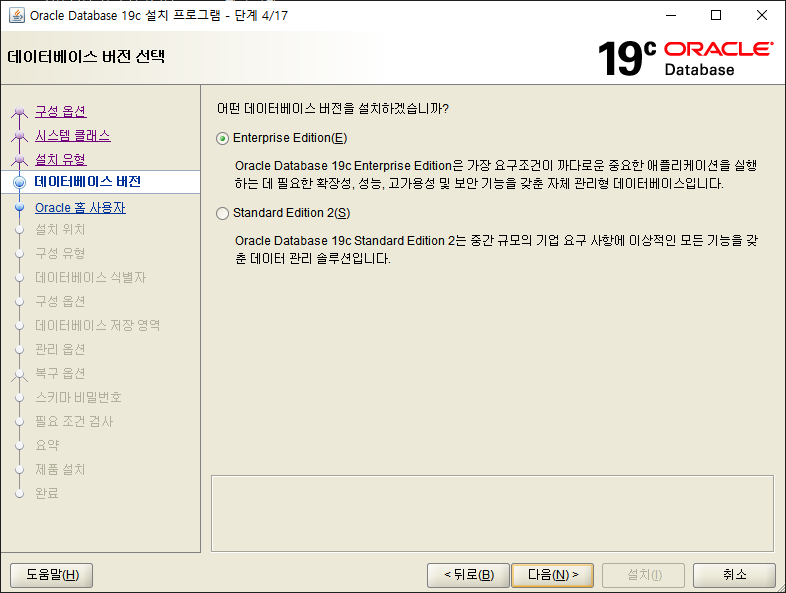 Oracle Database 19c 설치 프로그램 - 단계 4/17
데이터베이스 버전 선택
19c ORACLE
Database
구성 옵션
시스템 클래스
설치 유형
데이터베이스 버전
Oracle 홈 사용자
설치 위치
구성 유형
데이터베이스 식별자
구성 옵션
데이터베이스 저장 영역
관리 옵션
복구 옵션
스키마 비밀번호
필요 조건 검사
요약
제품 설치
완료
어떤 데이터베이스 버전을 설치하겠습니까?
Enterprise Edition(E)
Oracle Database 19c Enterprise Edition은 가장 요구조건이 까다로운 중요한 애플리케이션을 실행
하는 데 필요한 확장성, 성능, 고가용성 및 보안 기능을 갖춘 자체 관리형 데이터베이스입니다.
Standard Edition 2(S)
Oracle Database 19c Standard Edition 2는 중간 규모의 기업 요구 사항에 이상적인 모든 기능을 갖
춘 데이터 관리 솔루션입니다.
도움말(H)
< 뒤로(B)
다음(N) >
설치(I)
취소